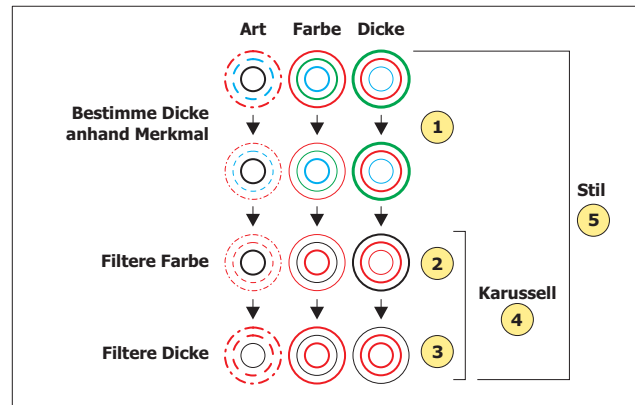 Art Farbe Dicke
Bestimme Dicke
anhand Merkmal
1
Stil
5
Filtere Farbe
2
Karussell
4
Filtere Dicke
3